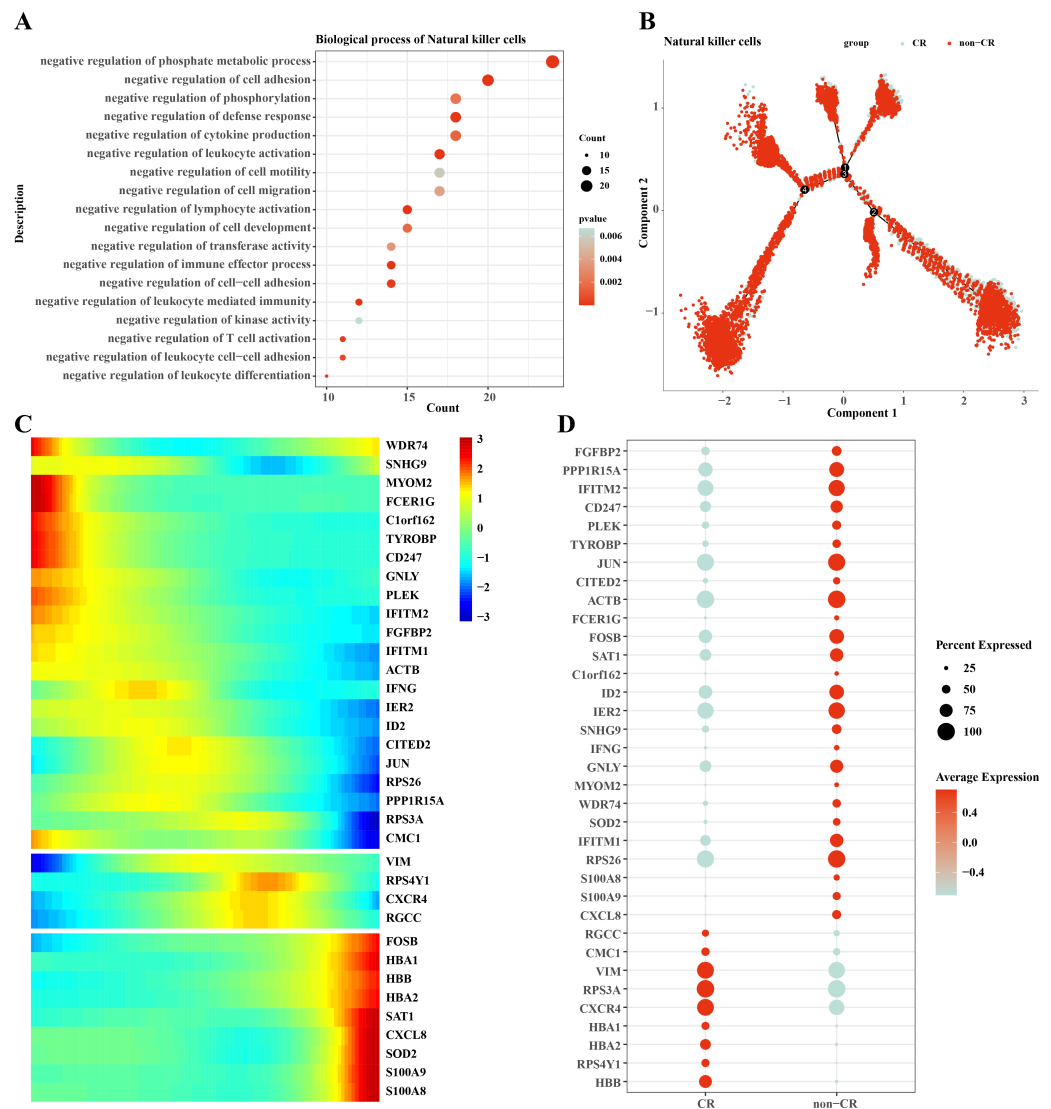 A
Biological process of Natural killer cells
negative regulation of phosphate metabolic process
negative regulation of cell adhesion
negative regulation of phosphorylation
negative regulation of defense response
negative regulation of cytokine production
negative regulation of leukocyte activation
negative regulation of cell motility
negative regulation of cell migration
negative regulation of lymphocyte activation
negative regulation of cell development
negative regulation of transferase activity
negative regulation of immune effector process
negative regulation of cell−cell adhesion
negative regulation of leukocyte mediated immunity
negative regulation of kinase activity
negative regulation of T cell activation
negative regulation of leukocyte cell−cell adhesion
negative regulation of leukocyte differentiation
Description
10 15 20
Count
Count
10
15
20
pvalue
0.006
0.004
0.002
B
Natural killer cells group CR non−CR
Component 2
1
0
−1
1
3
4
2
−2 −1 0 1 2 3
Component 1
C
WDR74
SNHG9
MYOM2
FCER1G
C1orf162
TYROBP
CD247
GNLY
PLEK
IFITM2
FGFBP2
IFITM1
ACTB
IFNG
IER2
ID2
CITED2
JUN
RPS26
PPP1R15A
RPS3A
CMC1
VIM
RPS4Y1
CXCR4
RGCC
FOSB
HBA1
HBB
HBA2
SAT1
CXCL8
SOD2
S100A9
S100A8
3
2
1
0
−1
−2
−3
D
FGFBP2
PPP1R15A
IFITM2
CD247
PLEK
TYROBP
JUN
CITED2
ACTB
FCER1G
FOSB
SAT1
C1orf162
ID2
IER2
SNHG9
IFNG
GNLY
MYOM2
WDR74
SOD2
IFITM1
RPS26
S100A8
S100A9
CXCL8
RGCC
CMC1
VIM
RPS3A
CXCR4
HBA1
HBA2
RPS4Y1
HBB
CR non−CR
Percent Expressed
25
50
75
100
Average Expression
0.4
0.0
−0.4